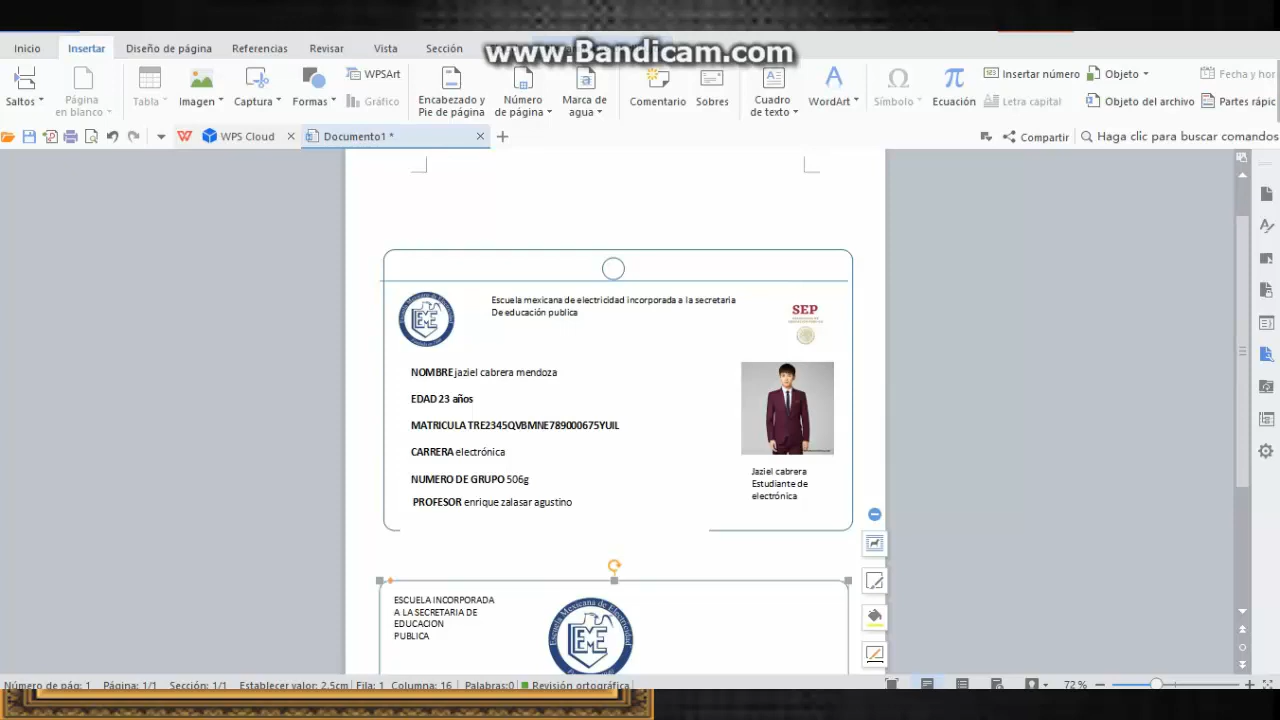 www.Bandicam.com
Inicio Insertar Diseño de página Referencias Revisar Vista Sección
Saltos Página en blanco Tabla Imagen Captura Formas WPSArt Gráfico Encabezado y Pie de página Número de página Marca de agua Comentario Sobres Cuadro de texto WordArt Símbolo Ecuación Insertar número Letra capital Objeto Objeto del archivo Fecha y hor Partes rápic
WPS Cloud Documento1 * Compartir Haga clic para buscar comandos
Escuela mexicana de electricidad incorporada a la secretaria
De educación publica
SEP
NOMBRE jaziel cabrera mendoza
EDAD 23 años
MATRICULA TRE2345QVBMNE789000675YUIL
CARRERA electrónica
NUMERO DE GRUPO 506g
PROFESOR enrique zalasar agustino
Jaziel cabrera
Estudiante de
electrónica
ESCUELA INCORPORADA
A LA SECRETARIA DE
EDUCACION
PUBLICA
Escuela Mexicana de Electricidad
EME
Número de pág: 1 Página: 1/1 Sección: 1/1 Establecer valor: 2.5cm Fila: 1 Columna: 16 Palabras:0 Revisión ortográfica 72 %